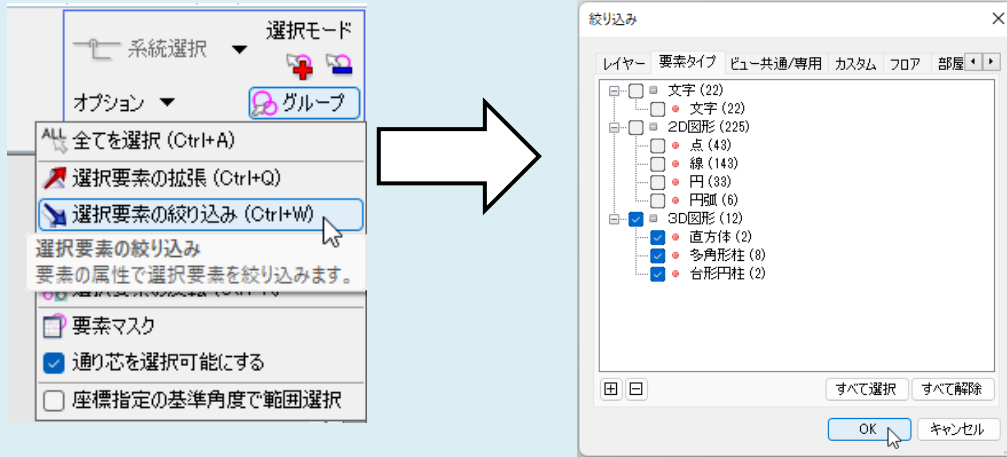 系統選択
選択モード
オプション
グループ
ALL 全てを選択 (Ctrl+A)
選択要素の拡張 (Ctrl+Q)
選択要素の絞り込み (Ctrl+W)
選択要素の絞り込み
要素の属性で選択要素を絞り込みます。
要素マスク
通り芯を選択可能にする
座標指定の基準角度で範囲選択
絞り込み
レイヤー 要素タイプ ビュー共通/専用 カスタム フロア 部屋
文字 (22)
文字 (22)
2D図形 (225)
点 (43)
線 (143)
円 (33)
円弧 (6)
3D図形 (12)
直方体 (2)
多角形柱 (8)
台形円柱 (2)
すべて選択 すべて解除
OK キャンセル